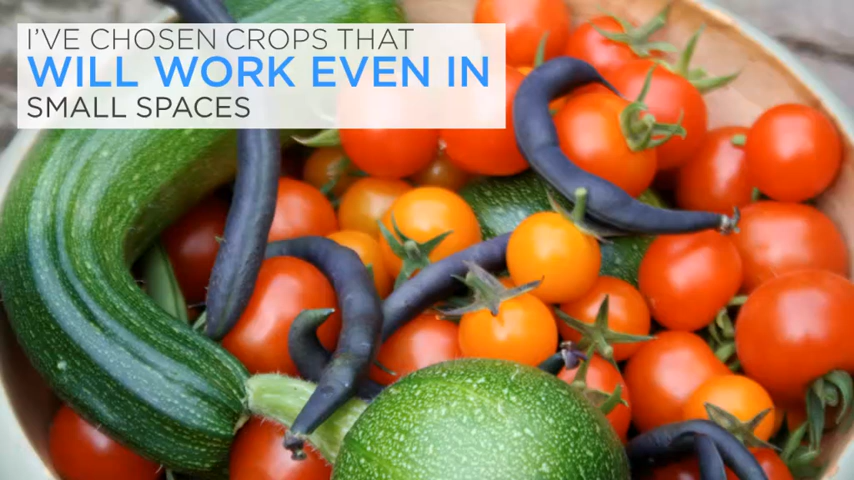 I'VE CHOSEN CROPS THAT
WILL WORK EVEN IN
SMALL SPACES